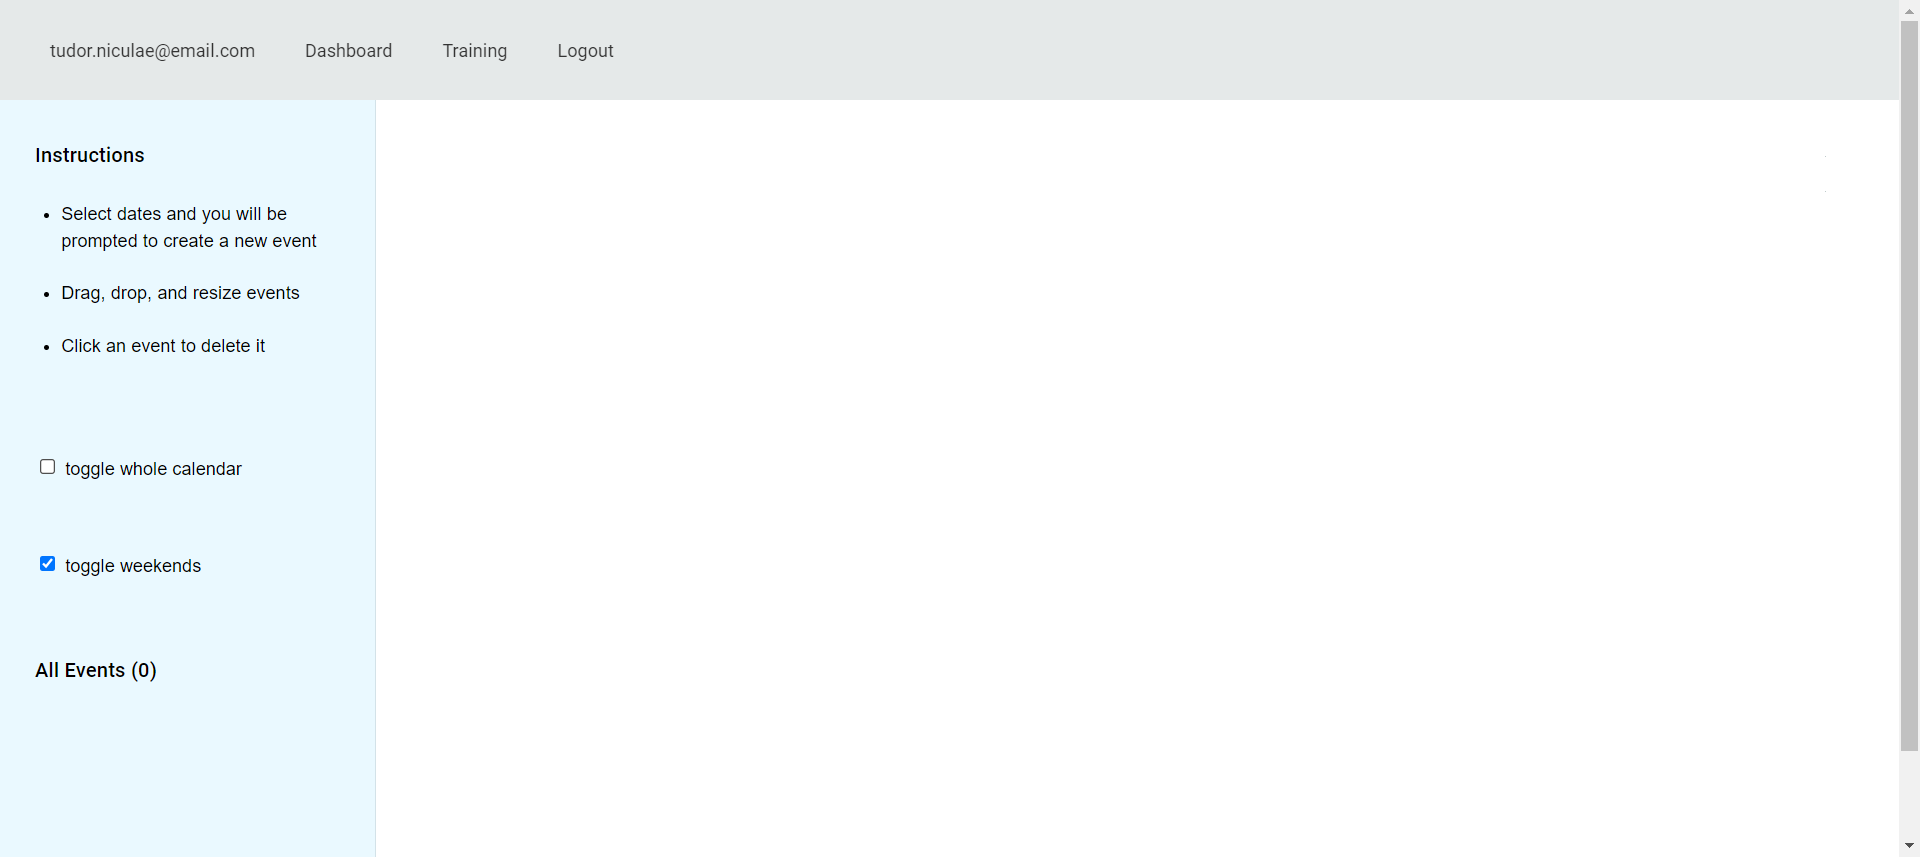 tudor.niculae@email.com Dashboard Training Logout
Instructions
Select dates and you will be
prompted to create a new event
Drag, drop, and resize events
Click an event to delete it
toggle whole calendar
toggle weekends
All Events (0)